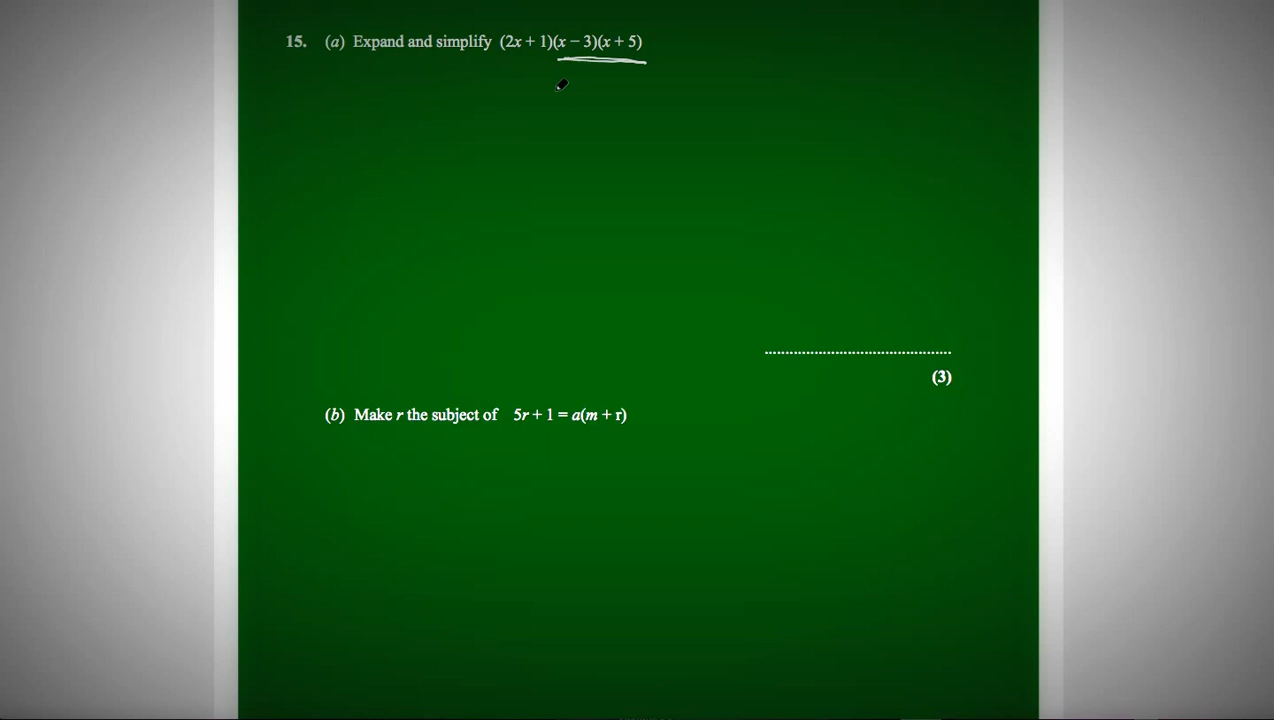 15. (a) Expand and simplify (2x + 1)(x − 3)(x + 5)
...............................................
(3)
(b) Make r the subject of 5r + 1 = a(m + r)